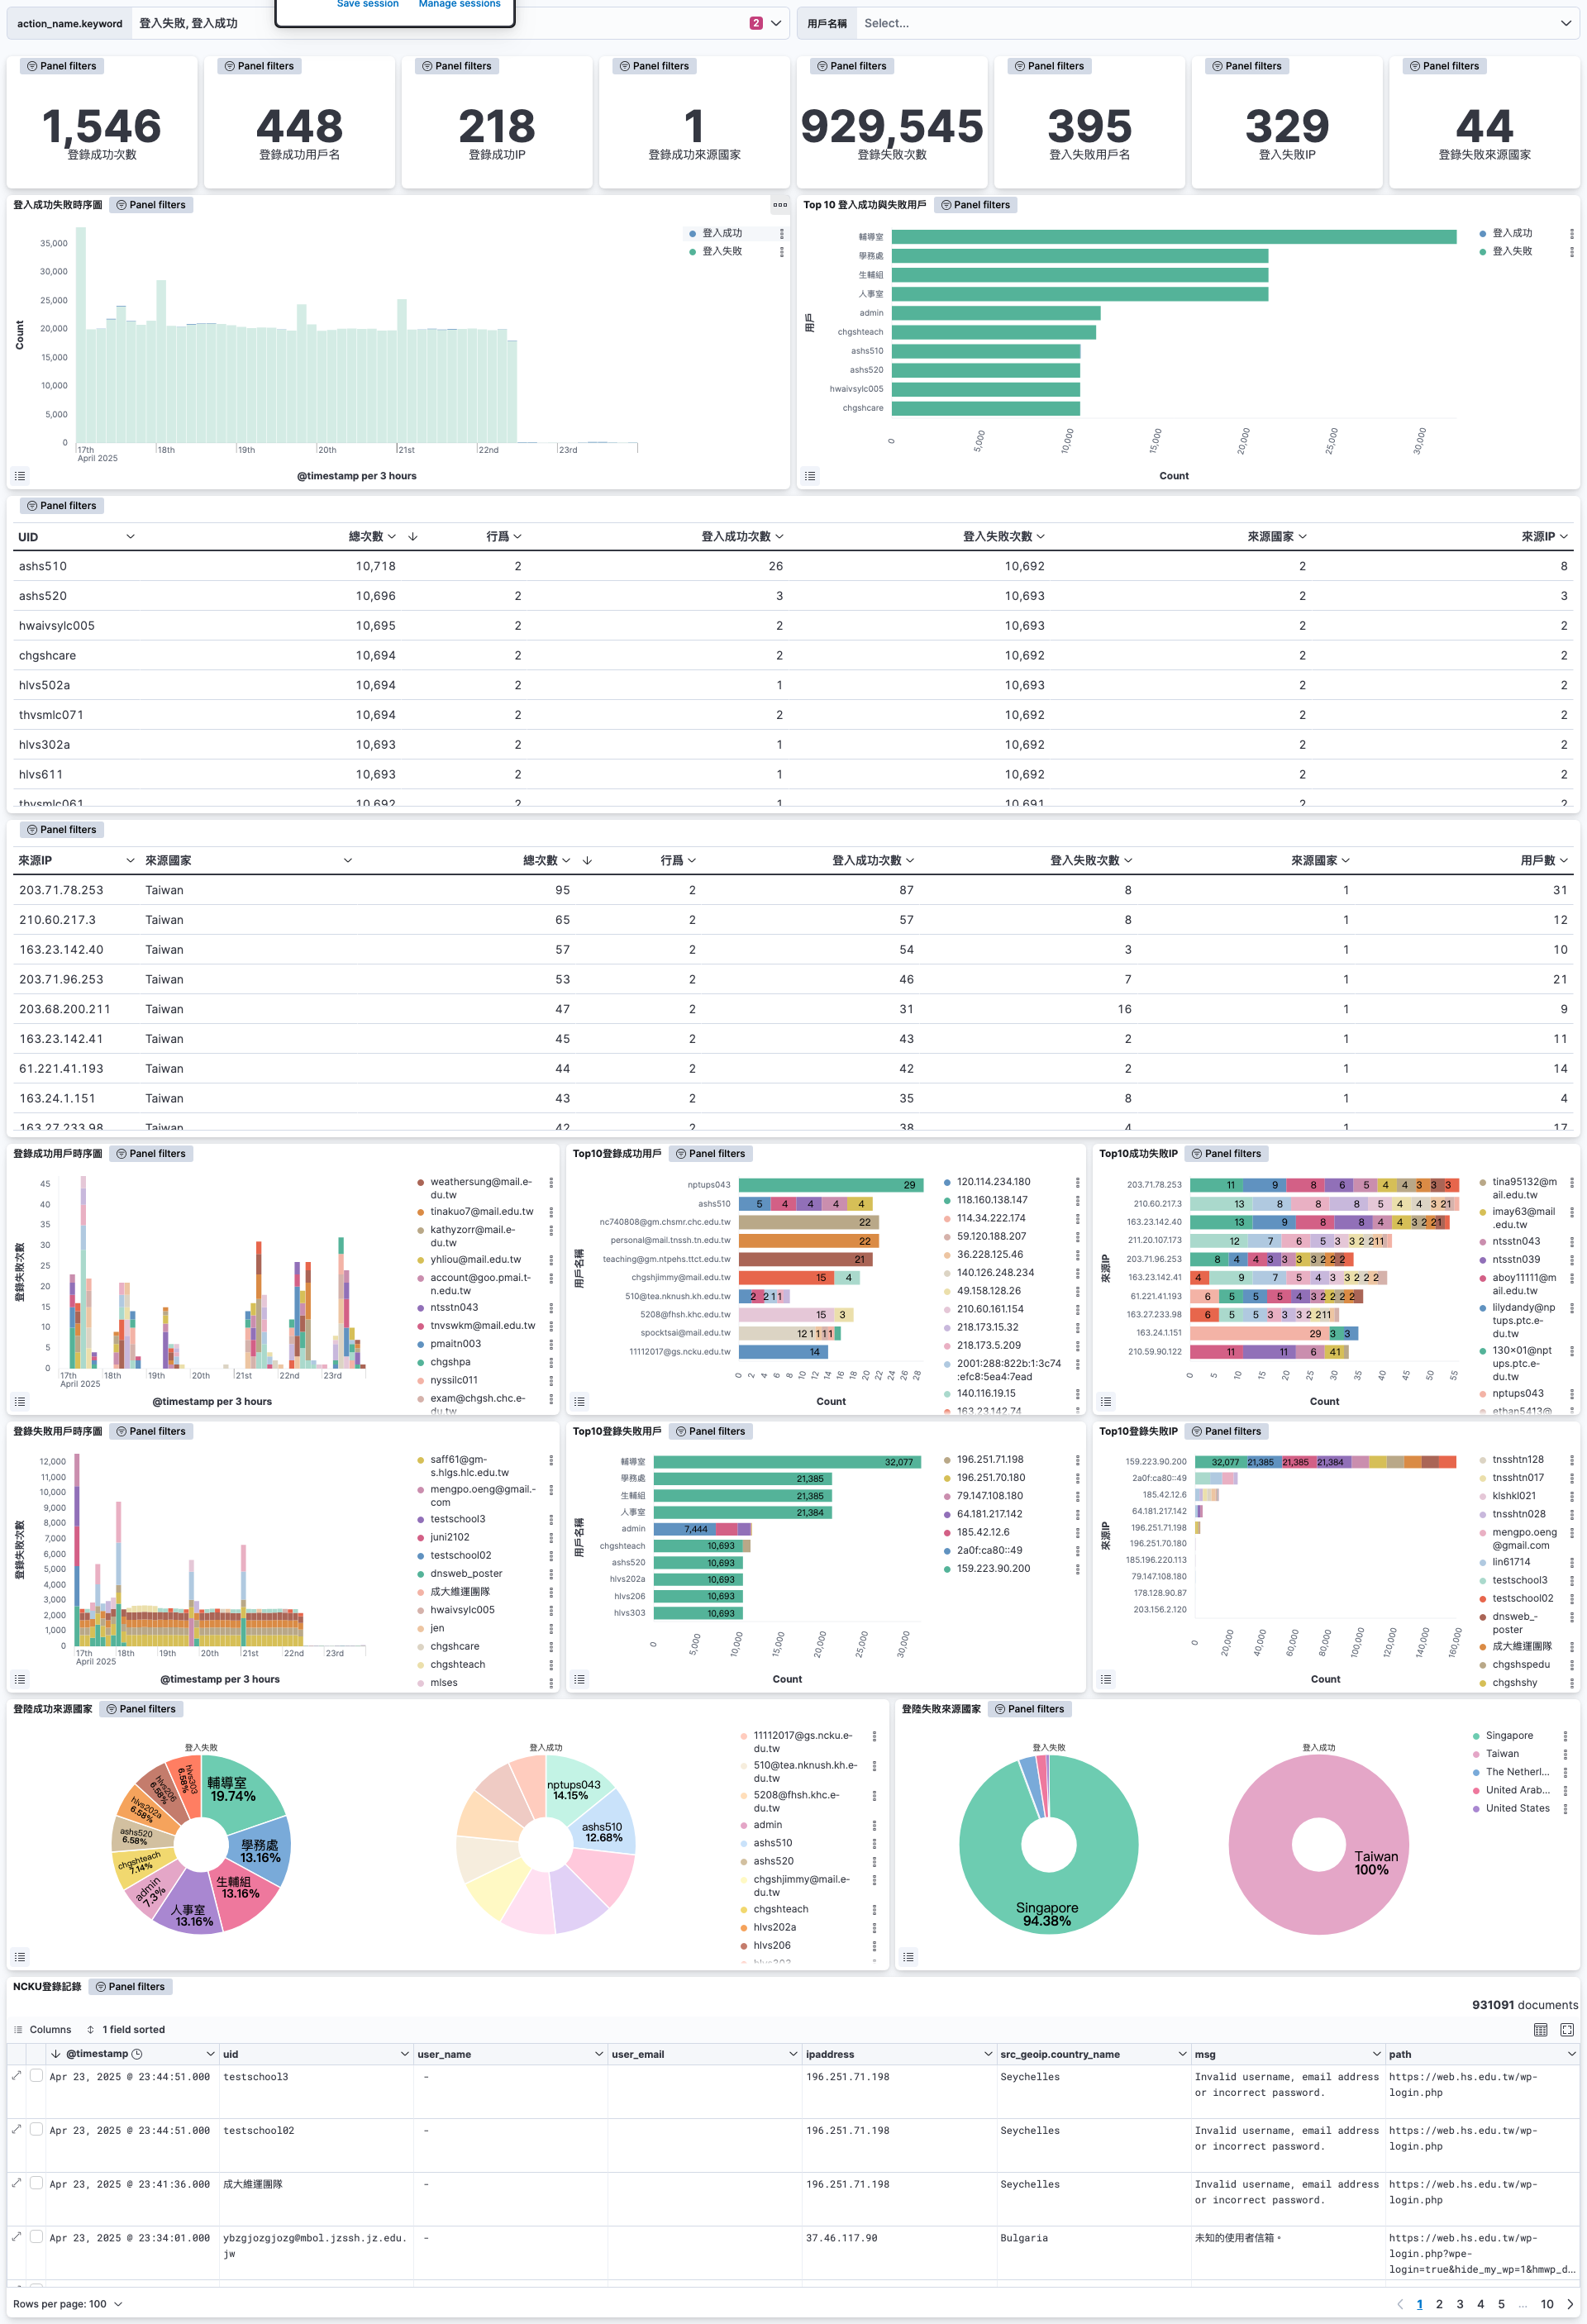 Save session Manage sessions
action_name.keyword 登入失敗, 登入成功 2
用戶名稱 Select...
Panel filters
1,546
登錄成功次數
Panel filters
448
登錄成功用戶名
Panel filters
218
登錄成功IP
Panel filters
1
登錄成功來源國家
Panel filters
929,545
登錄失敗次數
Panel filters
395
登入失敗用戶名
Panel filters
329
登入失敗IP
Panel filters
44
登錄失敗來源國家
登入成功失敗時序圖 Panel filters
登入成功
登入失敗
Count
35,000
30,000
25,000
20,000
15,000
10,000
5,000
0
17th 18th 19th 20th 21st 22nd 23rd
April 2025
@timestamp per 3 hours
Top 10 登入成功與失敗用戶 Panel filters
登入成功
登入失敗
用戶
輔導室
學務處
生輔組
人事室
admin
chgshteach
ashs510
ashs520
hwaivsylc005
chgshcare
0 5,000 10,000 15,000 20,000 25,000 30,000
Count
Panel filters
UID 總次數 行爲 登入成功次數 登入失敗次數 來源國家 來源IP
ashs510 10,718 2 26 10,692 2 8
ashs520 10,696 2 3 10,693 2 3
hwaivsylc005 10,695 2 2 10,693 2 2
chgshcare 10,694 2 2 10,692 2 2
hlvs502a 10,694 2 1 10,693 2 2
thvsmlc071 10,694 2 2 10,692 2 2
hlvs302a 10,693 2 1 10,692 2 2
hlvs611 10,693 2 1 10,692 2 2
thvsmlc061 10,692 2 1 10,691 2 2
Panel filters
來源IP 來源國家 總次數 行爲 登入成功次數 登入失敗次數 來源國家 用戶數
203.71.78.253 Taiwan 95 2 87 8 1 31
210.60.217.3 Taiwan 65 2 57 8 1 12
163.23.142.40 Taiwan 57 2 54 3 1 10
203.71.96.253 Taiwan 53 2 46 7 1 21
203.68.200.211 Taiwan 47 2 31 16 1 9
163.23.142.41 Taiwan 45 2 43 2 1 11
61.221.41.193 Taiwan 44 2 42 2 1 14
163.24.1.151 Taiwan 43 2 35 8 1 4
163.27.233.98 Taiwan 42 2 38 4 1 17
登錄成功用戶時序圖 Panel filters
登錄失敗次數
45
40
35
30
25
20
15
10
5
0
17th 18th 19th 20th 21st 22nd 23rd
April 2025
@timestamp per 3 hours
weathersung@mail.e-
du.tw
tinakuo7@mail.edu.tw
kathyzorr@mail.e-
du.tw
yhliou@mail.edu.tw
account@goo.pmai.t-
n.edu.tw
ntsstn043
tnvswkm@mail.edu.tw
pmaitn003
chgshpa
nyssilc011
exam@chgsh.chc.e-
du.tw
Top10登錄成功用戶 Panel filters
用戶名稱
nptups043 29
ashs510 5 4 4 4 4
nc740808@gm.chsmr.chc.edu.tw 22
personal@mail.tnssh.tn.edu.tw 22
teaching@gm.ntpehs.ttct.edu.tw 21
chgshjimmy@mail.edu.tw 15 4
510@tea.nknush.kh.edu.tw 2 2 1 1
5208@fhsh.khc.edu.tw 15 3
spocktsai@mail.edu.tw 12 1 1 1 1
11112017@gs.ncku.edu.tw 14
0 2 4 6 8 10 12 14 16 18 20 22 24 26 28
Count
120.114.234.180
118.160.138.147
114.34.222.174
59.120.188.207
36.228.125.46
140.126.248.234
49.158.128.26
210.60.161.154
218.173.15.32
218.173.5.209
2001:288:822b:1:3c74
:efc8:5ea4:7ead
140.116.19.15
163.23.142.74
Top10成功失敗IP Panel filters
來源IP
203.71.78.253 11 9 8 6 5 4 4 3 3 3
210.60.217.3 13 8 8 8 5 4 4 3 2 1
163.23.142.40 13 9 8 8 4 4 3 2 2 1
211.20.107.173 12 7 6 5 3 3 2 2 1 1
203.71.96.253 8 4 4 3 3 3 3 2 2 2
163.23.142.41 4 9 7 5 4 3 3 2 2 2
61.221.41.193 6 5 5 5 4 3 2 2 2 2
163.27.233.98 6 5 5 3 3 3 2 2 1 1
163.24.1.151 29 3 3
210.59.90.122 11 11 6 4 1
0 5 10 15 20 25 30 35 40 45 50 55
Count
tina95132@m
ail.edu.tw
imay63@mail
.edu.tw
ntsstn043
ntsstn039
aboy11111@m
ail.edu.tw
lilydandy@np
tups.ptc.e-
du.tw
130×01@npt
ups.ptc.e-
du.tw
nptups043
ethan5413@
登錄失敗用戶時序圖 Panel filters
登錄失敗次數
12,000
11,000
10,000
9,000
8,000
7,000
6,000
5,000
4,000
3,000
2,000
1,000
0
17th 18th 19th 20th 21st 22nd 23rd
April 2025
@timestamp per 3 hours
saff61@gm-
s.hlgs.hlc.edu.tw
mengpo.oeng@gmail.-
com
testschool3
juni2102
testschool02
dnsweb_poster
成大維運團隊
hwaivsylc005
jen
chgshcare
chgshteach
mlses
Top10登錄失敗用戶 Panel filters
用戶名稱
輔導室 32,077
學務處 21,385
生輔組 21,385
人事室 21,384
admin 7,444
chgshteach 10,693
ashs520 10,693
hlvs202a 10,693
hlvs206 10,693
hlvs303 10,693
0 5,000 10,000 15,000 20,000 25,000 30,000
Count
196.251.71.198
196.251.70.180
79.147.108.180
64.181.217.142
185.42.12.6
2a0f:ca80::49
159.223.90.200
Top10登錄失敗IP Panel filters
來源IP
159.223.90.200 32,077 21,385 21,385 21,384
2a0f:ca80::49
185.42.12.6
64.181.217.142
196.251.71.198
196.251.70.180
185.196.220.113
79.147.108.180
178.128.90.87
203.156.2.120
0 20,000 40,000 60,000 80,000 100,000 120,000 140,000 160,000
Count
tnsshtn128
tnsshtn017
klshkl021
tnsshtn028
mengpo.oeng
@gmail.com
lin61714
testschool3
testschool02
dnsweb_-
poster
成大維運團隊
chgshspedu
chgshshy
登陸成功來源國家 Panel filters
登入失敗
輔導室
19.74%
學務處
13.16%
生輔組
13.16%
人事室
13.16%
admin
7.3%
chgshteach
7.14%
ashs520
6.58%
hlvs202a
6.58%
hlvs206
6.58%
hlvs303
6.58%
登入成功
nptups043
14.15%
ashs510
12.68%
11112017@gs.ncku.e-
du.tw
510@tea.nknush.kh.e-
du.tw
5208@fhsh.khc.e-
du.tw
admin
ashs510
ashs520
chgshjimmy@mail.e-
du.tw
chgshteach
hlvs202a
hlvs206
hlvs303
登陸失敗來源國家 Panel filters
登入失敗
Singapore
94.38%
登入成功
Taiwan
100%
Singapore
Taiwan
The Netherl...
United Arab...
United States
NCKU登錄記錄 Panel filters
931091 documents
Columns 1 field sorted
@timestamp uid user_name user_email ipaddress src_geoip.country_name msg path
Apr 23, 2025 @ 23:44:51.000 testschool3 - 196.251.71.198 Seychelles Invalid username, email address https://web.hs.edu.tw/wp-
or incorrect password. login.php
Apr 23, 2025 @ 23:44:51.000 testschool02 - 196.251.71.198 Seychelles Invalid username, email address https://web.hs.edu.tw/wp-
or incorrect password. login.php
Apr 23, 2025 @ 23:41:36.000 成大維運團隊 - 196.251.71.198 Seychelles Invalid username, email address https://web.hs.edu.tw/wp-
or incorrect password. login.php
Apr 23, 2025 @ 23:34:01.000 ybzgjozgjozg@mbol.jzssh.jz.edu. - 37.46.117.90 Bulgaria 未知的使用者信箱。 https://web.hs.edu.tw/wp-
jw login.php?wpe-
login=true&hide_my_wp=1&hmwp_d…
Rows per page: 100 1 2 3 4 5 … 10